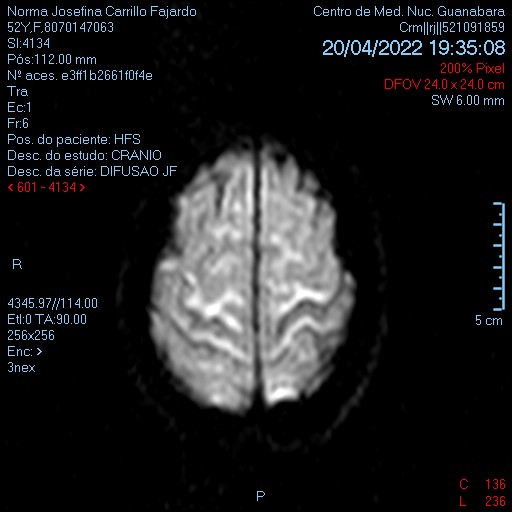 Norma Josefina Carrillo Fajardo
52Y,F,8070147063
Sl:4134
Pós:112.00 mm
Nº aces. e3ff1b2661f0f4e
Tra
Ec:1
Fr:6
Pos. do paciente: HFS
Desc. do estudo: CRANIO
Desc. da série: DIFUSAO JF
< 601 - 4134 >
Centro de Med. Nuc. Guanabara
Crm||rj||521091859
20/04/2022 19:35:08
200% Pixel
DFOV 24.0 x 24.0 cm
SW 6.00 mm
R
5 cm
4345.97//114.00
Etl:0 TA:90.00
256x256
Enc: >
3nex
P
C 136
L 236